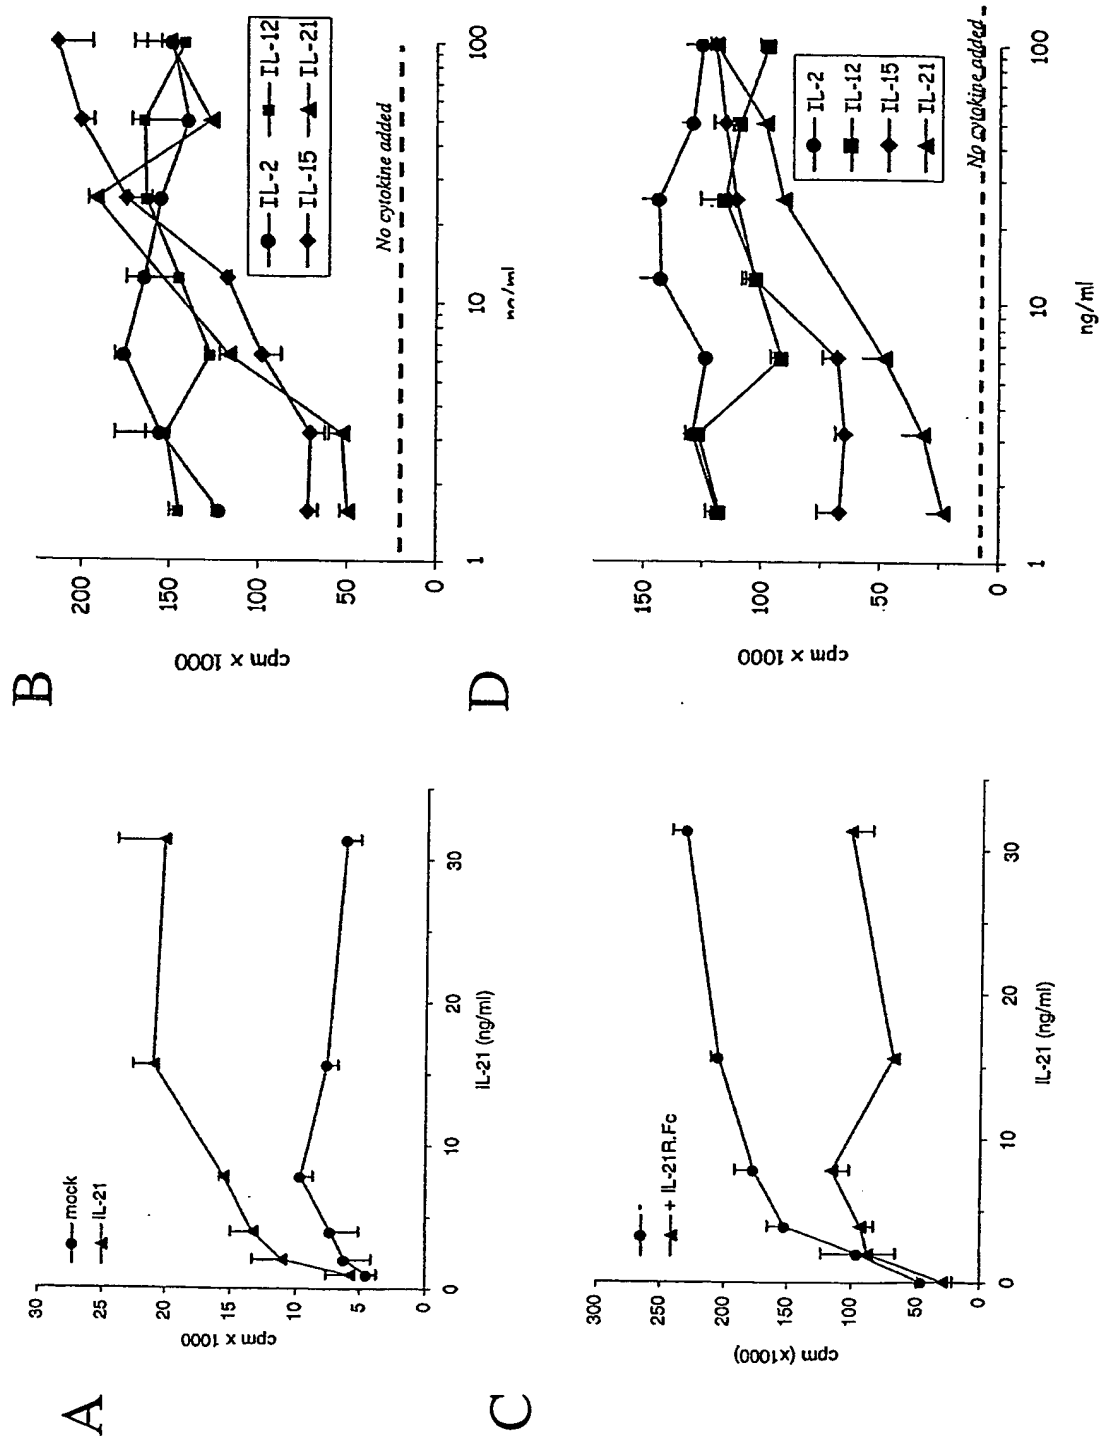 A
cpm x 1000
30
25
20
15
10
5
0
mock
IL-21
0
10
20
30
IL-21 (ng/ml)
B
cpm x 1000
200
150
100
50
0
IL-2
IL-12
IL-15
IL-21
No cytokine added
1
10
100
C
cpm (x1000)
300
250
200
150
100
50
0
-
+ IL-21R.Fc
0
10
20
30
IL-21 (ng/ml)
D
cpm x 1000
150
100
50
0
IL-2
IL-12
IL-15
IL-21
No cytokine added
1
10
100
ng/ml